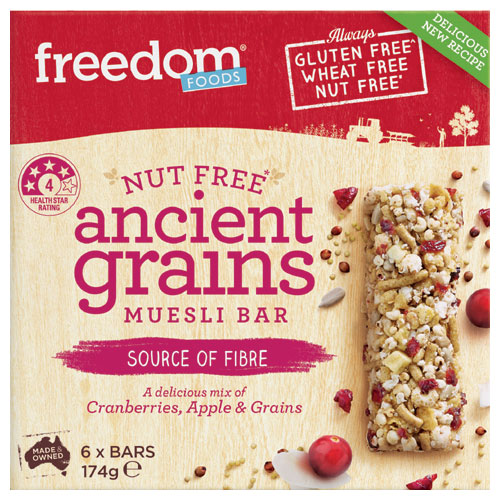 freedom®
FOODS
Always
GLUTEN FREE^
WHEAT FREE
NUT FREE*
DELICIOUS
NEW RECIPE
4
HEALTH STAR
RATING
NUT FREE*
ancient
grains
MUESLI BAR
SOURCE OF FIBRE
A delicious mix of
Cranberries, Apple & Grains
MADE &
OWNED
6 x BARS
174g ℮